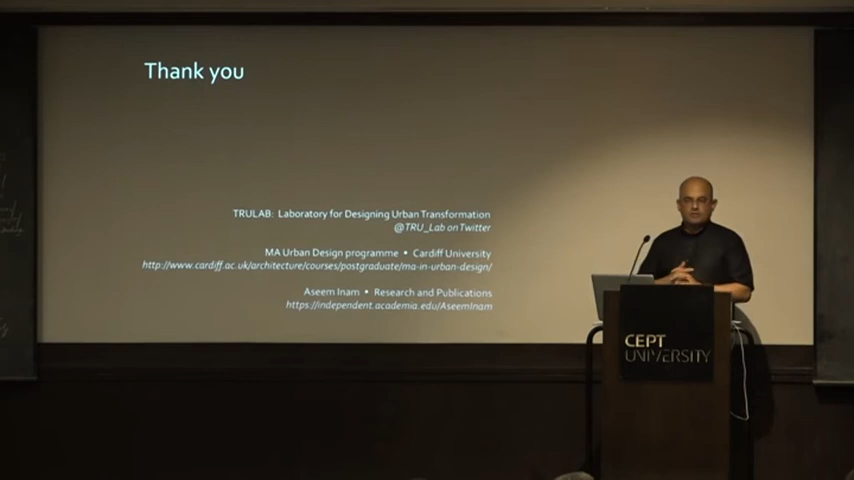 Thank you
TRULAB: Laboratory for Designing Urban Transformation
@TRU_Lab on Twitter
MA Urban Design programme • Cardiff University
http://www.cardiff.ac.uk/architecture/courses/postgraduate/ma-in-urban-design/
Aseem Inam • Research and Publications
https://independent.academia.edu/AseemInam
CEPT
UNIVERSITY